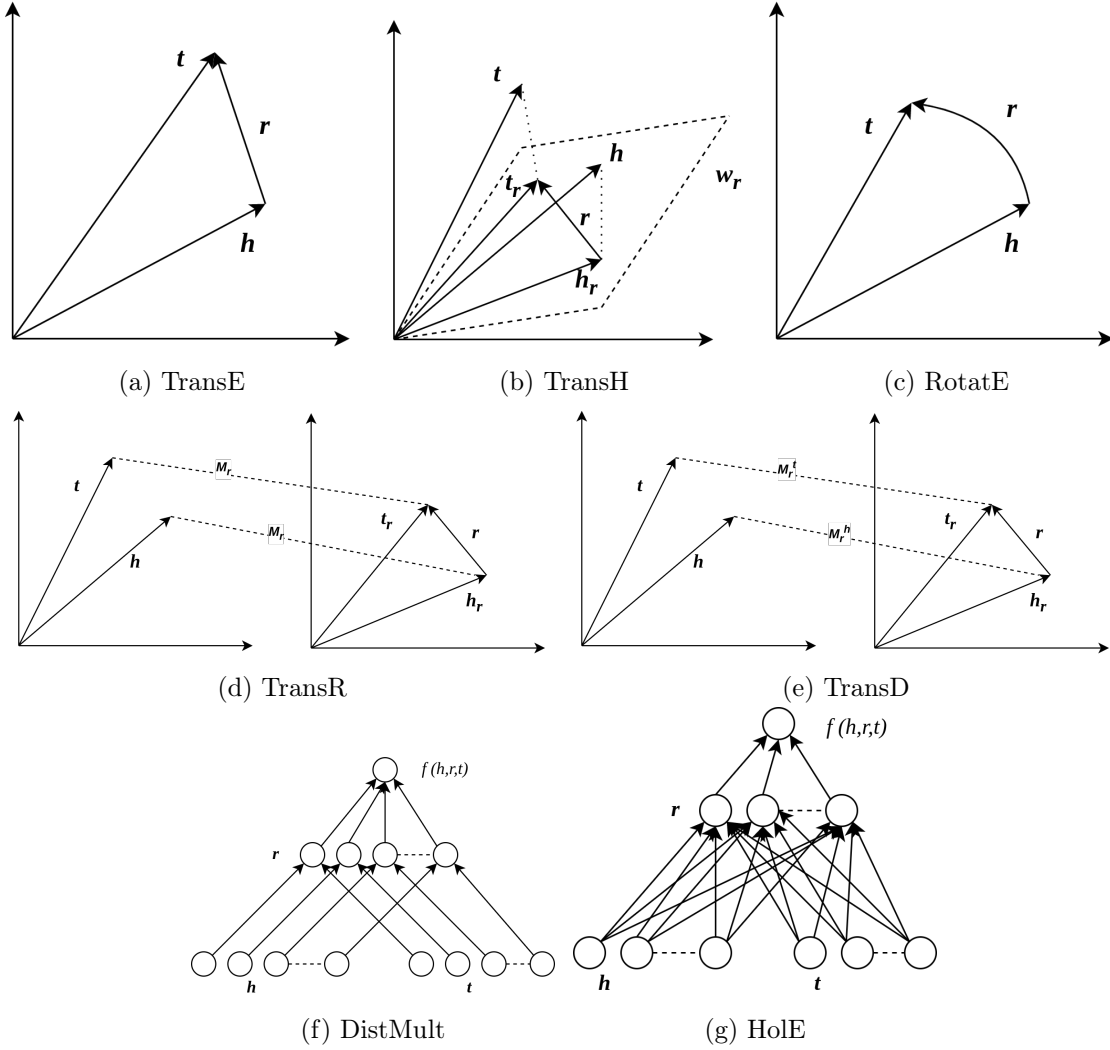 t
r
h
(a) TransE
t
h
w_r
t_r
r
h_r
(b) TransH
r
t
h
(c) RotatE
M_r
t
t_r
M_r
r
h
h_r
(d) TransR
M_r^t
t
t_r
M_r^h
r
h
h_r
(e) TransD
f(h,r,t)
r
h
t
(f) DistMult
f(h,r,t)
r
h
t
(g) HolE